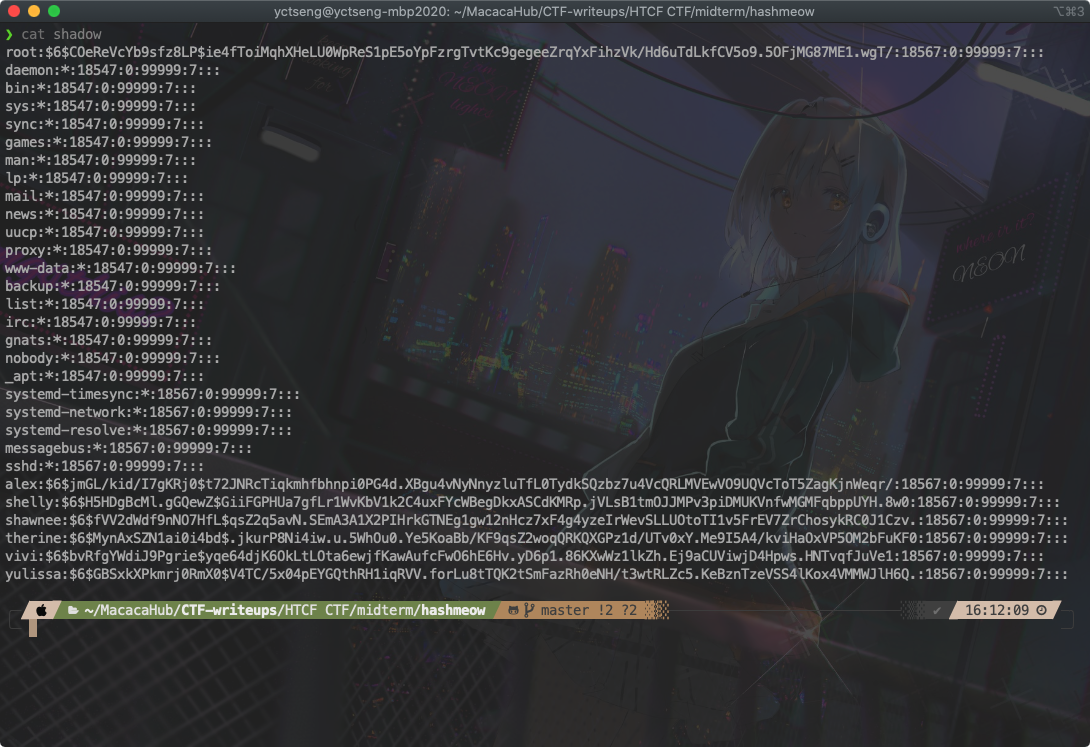 yctseng@yctseng-mbp2020: ~/MacacaHub/CTF-writeups/HTCF CTF/midterm/hashmeow
⌥⌘3
❯ cat shadow
root:$6$COeReVcYb9sfz8LP$ie4fToiMqhXHeLU0WpReS1pE5oYpFzrgTvtKc9gegeeZrqYxFihzVk/Hd6uTdLkfCV5o9.5OFjMG87ME1.wgT/:18567:0:99999:7:::
daemon:*:18547:0:99999:7:::
bin:*:18547:0:99999:7:::
sys:*:18547:0:99999:7:::
sync:*:18547:0:99999:7:::
games:*:18547:0:99999:7:::
man:*:18547:0:99999:7:::
lp:*:18547:0:99999:7:::
mail:*:18547:0:99999:7:::
news:*:18547:0:99999:7:::
uucp:*:18547:0:99999:7:::
proxy:*:18547:0:99999:7:::
www-data:*:18547:0:99999:7:::
backup:*:18547:0:99999:7:::
list:*:18547:0:99999:7:::
irc:*:18547:0:99999:7:::
gnats:*:18547:0:99999:7:::
nobody:*:18547:0:99999:7:::
_apt:*:18547:0:99999:7:::
systemd-timesync:*:18567:0:99999:7:::
systemd-network:*:18567:0:99999:7:::
systemd-resolve:*:18567:0:99999:7:::
messagebus:*:18567:0:99999:7:::
sshd:*:18567:0:99999:7:::
alex:$6$jmGL/kid/I7gKRj0$t72JNRcTiqkmhfbhnpi0PG4d.XBgu4vNyNnyzluTfL0TydkSQzbz7u4VcQRLMVEwVO9UQVcToT5ZagKjnWeqr/:18567:0:99999:7:::
shelly:$6$H5HDgBcMl.gGQewZ$GiiFGPHUa7gfLr1WvKbV1k2C4uxFYcWBegDkxASCdKMRp.jVLsB1tmOJJMPv3piDMUKVnfwMGMFqbppUYH.8w0:18567:0:99999:7:::
shawnee:$6$fVV2dWdf9nNO7HfL$qsZ2q5avN.SEmA3A1X2PIHrkGTNEg1gw12nHcz7xF4g4yzeIrWevSLLUOtoTI1v5FrEV7ZrChosykRC0J1Czv.:18567:0:99999:7:::
therine:$6$MynAxSZN1ai0i4bd$.jkurP8Ni4iw.u.5WhOu0.Ye5KoaBb/KF9qsZ2woqQRKQXGPz1d/UTv0xY.Me9I5A4/kviHaOxVP5OM2bFuKF0:18567:0:99999:7:::
vivi:$6$bvRfgYWdiJ9Pgrie$yqe64djK6OkLtLOta6ewjfKawAufcFwO6hE6Hv.yD6p1.86KXwWz1lkZh.Ej9aCUViwjD4Hpws.HNTvqfJuVe1:18567:0:99999:7:::
yulissa:$6$GBSxkXPkmrj0RmX0$V4TC/5x04pEYGQthRH1iqRVV.forLu8tTQK2tSmFazRh0eNH/t3wtRLZc5.KeBznTzeVSS4lKox4VMMWJlH6Q.:18567:0:99999:7:::
~/MacacaHub/CTF-writeups/HTCF CTF/midterm/hashmeow master !2 ?2 ✔ 16:12:09
NEON